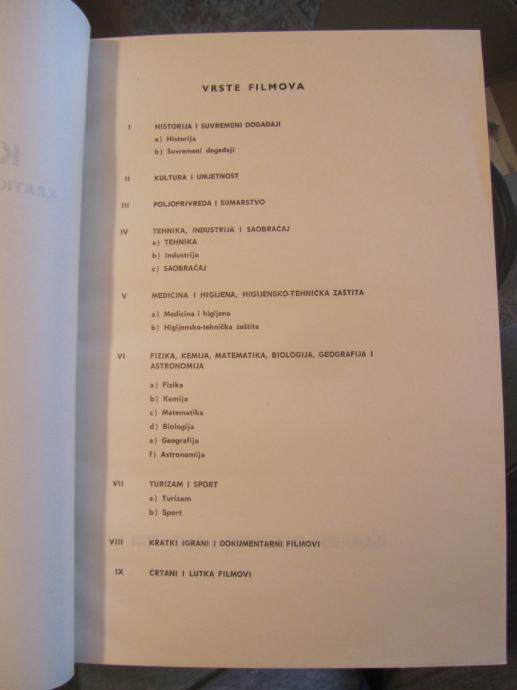 VRSTE FILMOVA
I HISTORIJA I SUVREMENI DOGAĐAJI
a) Historija
b) Suvremeni događaji
II KULTURA I UMJETNOST
III POLJOPRIVREDA I ŠUMARSTVO
IV TEHNIKA, INDUSTRIJA I SAOBRAĆAJ
a) TEHNIKA
b) Industrija
c) SAOBRAĆAJ
V MEDICINA I HIGIJENA, HIGIJENSKO-TEHNIČKA ZAŠTITA
a) Medicina i higijena
b) Higijensko-tehnička zaštita
VI FIZIKA, KEMIJA, MATEMATIKA, BIOLOGIJA, GEOGRAFIJA I
ASTRONOMIJA
a) Fizika
b) Kemija
c) Matematika
d) Biologija
e) Geografija
f) Astronomija
VII TURIZAM I SPORT
a) Turizam
b) Sport
VIII KRATKI IGRANI I DOKUMENTARNI FILMOVI
IX CRTANI I LUTKA FILMOVI